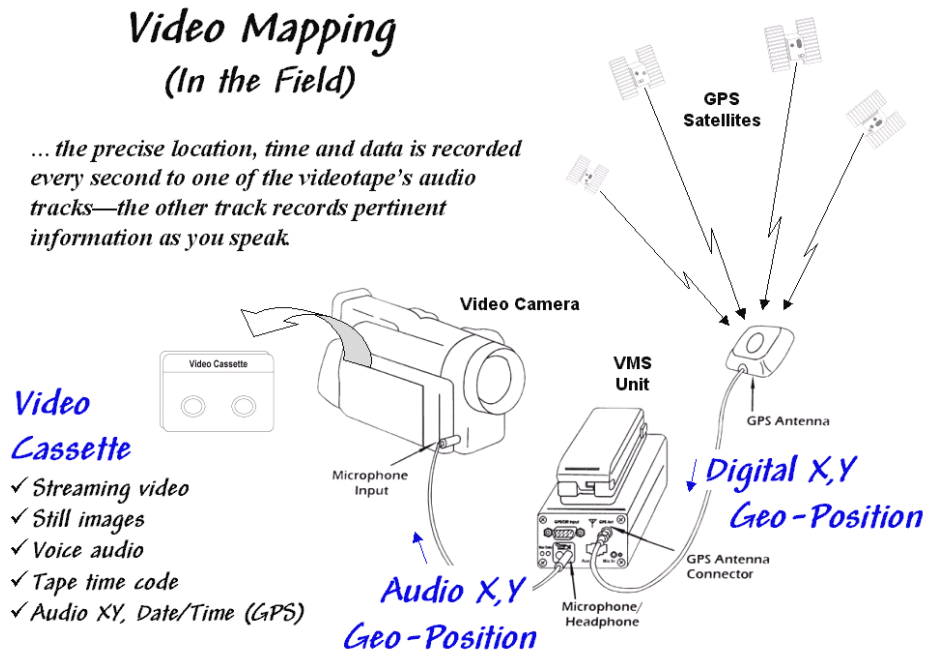 Video Mapping
(In the Field)
… the precise location, time and data is recorded
every second to one of the videotape's audio
tracks—the other track records pertinent
information as you speak.
GPS
Satellites
Video Camera
Video Cassette
VMS
Unit
GPS Antenna
Video
Cassette
✓ Streaming video
✓ Still images
✓ Voice audio
✓ Tape time code
✓ Audio XY, Date/Time (GPS)
Microphone
Input
Digital X,Y
Geo-Position
GPS Ant
GPS Antenna
Connector
Audio X,Y
Geo-Position
Microphone/
Headphone